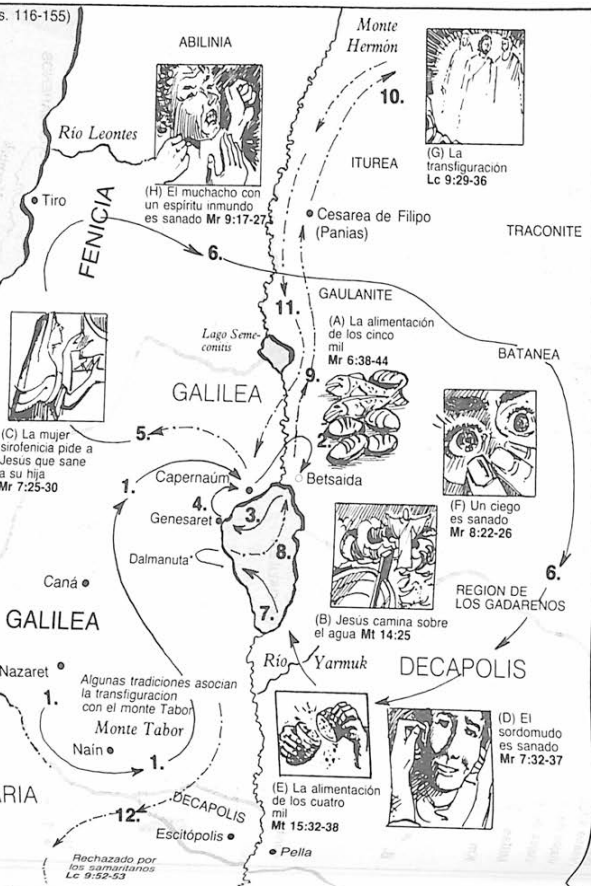 s. 116-155)
ABILINIA
Monte
Hermón
10.
Río Leontes
(G) La
transfiguración
Lc 9:29-36
ITUREA
(H) El muchacho con
un espíritu inmundo
es sanado Mr 9:17-27
Tiro
FENICIA
Cesarea de Filipo
(Panias)
TRACONITE
6.
GAULANITE
11.
(A) La alimentación
de los cinco
mil
Mr 6:38-44
Lago Seme-
conitis
BATANEA
GALILEA
9.
(C) La mujer
sirofenicia pide a
Jesús que sane
a su hija
Mr 7:25-30
5.
2.
1.
Capernaúm
Betsaida
4.
Genesaret
3.
(F) Un ciego
es sanado
Mr 8:22-26
8.
Dalmanuta
6.
Caná
7.
REGION DE
LOS GADARENOS
(B) Jesús camina sobre
el agua Mt 14:25
GALILEA
Río Yarmuk
DECAPOLIS
Nazaret
1.
Algunas tradiciones asocian
la transfiguracion
con el monte Tabor
Monte Tabor
(D) El
sordomudo
es sanado
Mr 7:32-37
Naín
1.
(E) La alimentación
de los cuatro
mil
Mt 15:32-38
ARIA
12.
DECAPOLIS
Escitópolis
Pella
Rechazado por
los samaritanos
Lc 9:52-53